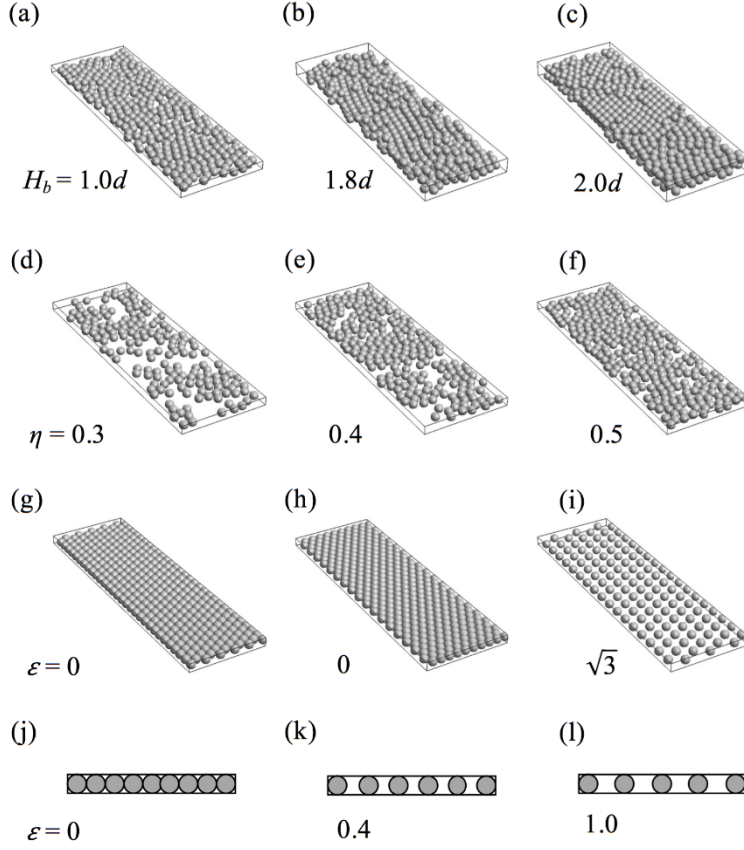 (a) (b) (c)
H_b = 1.0d 1.8d 2.0d
(d) (e) (f)
η = 0.3 0.4 0.5
(g) (h) (i)
ε = 0 0 √3
(j) (k) (l)
ε = 0 0.4 1.0